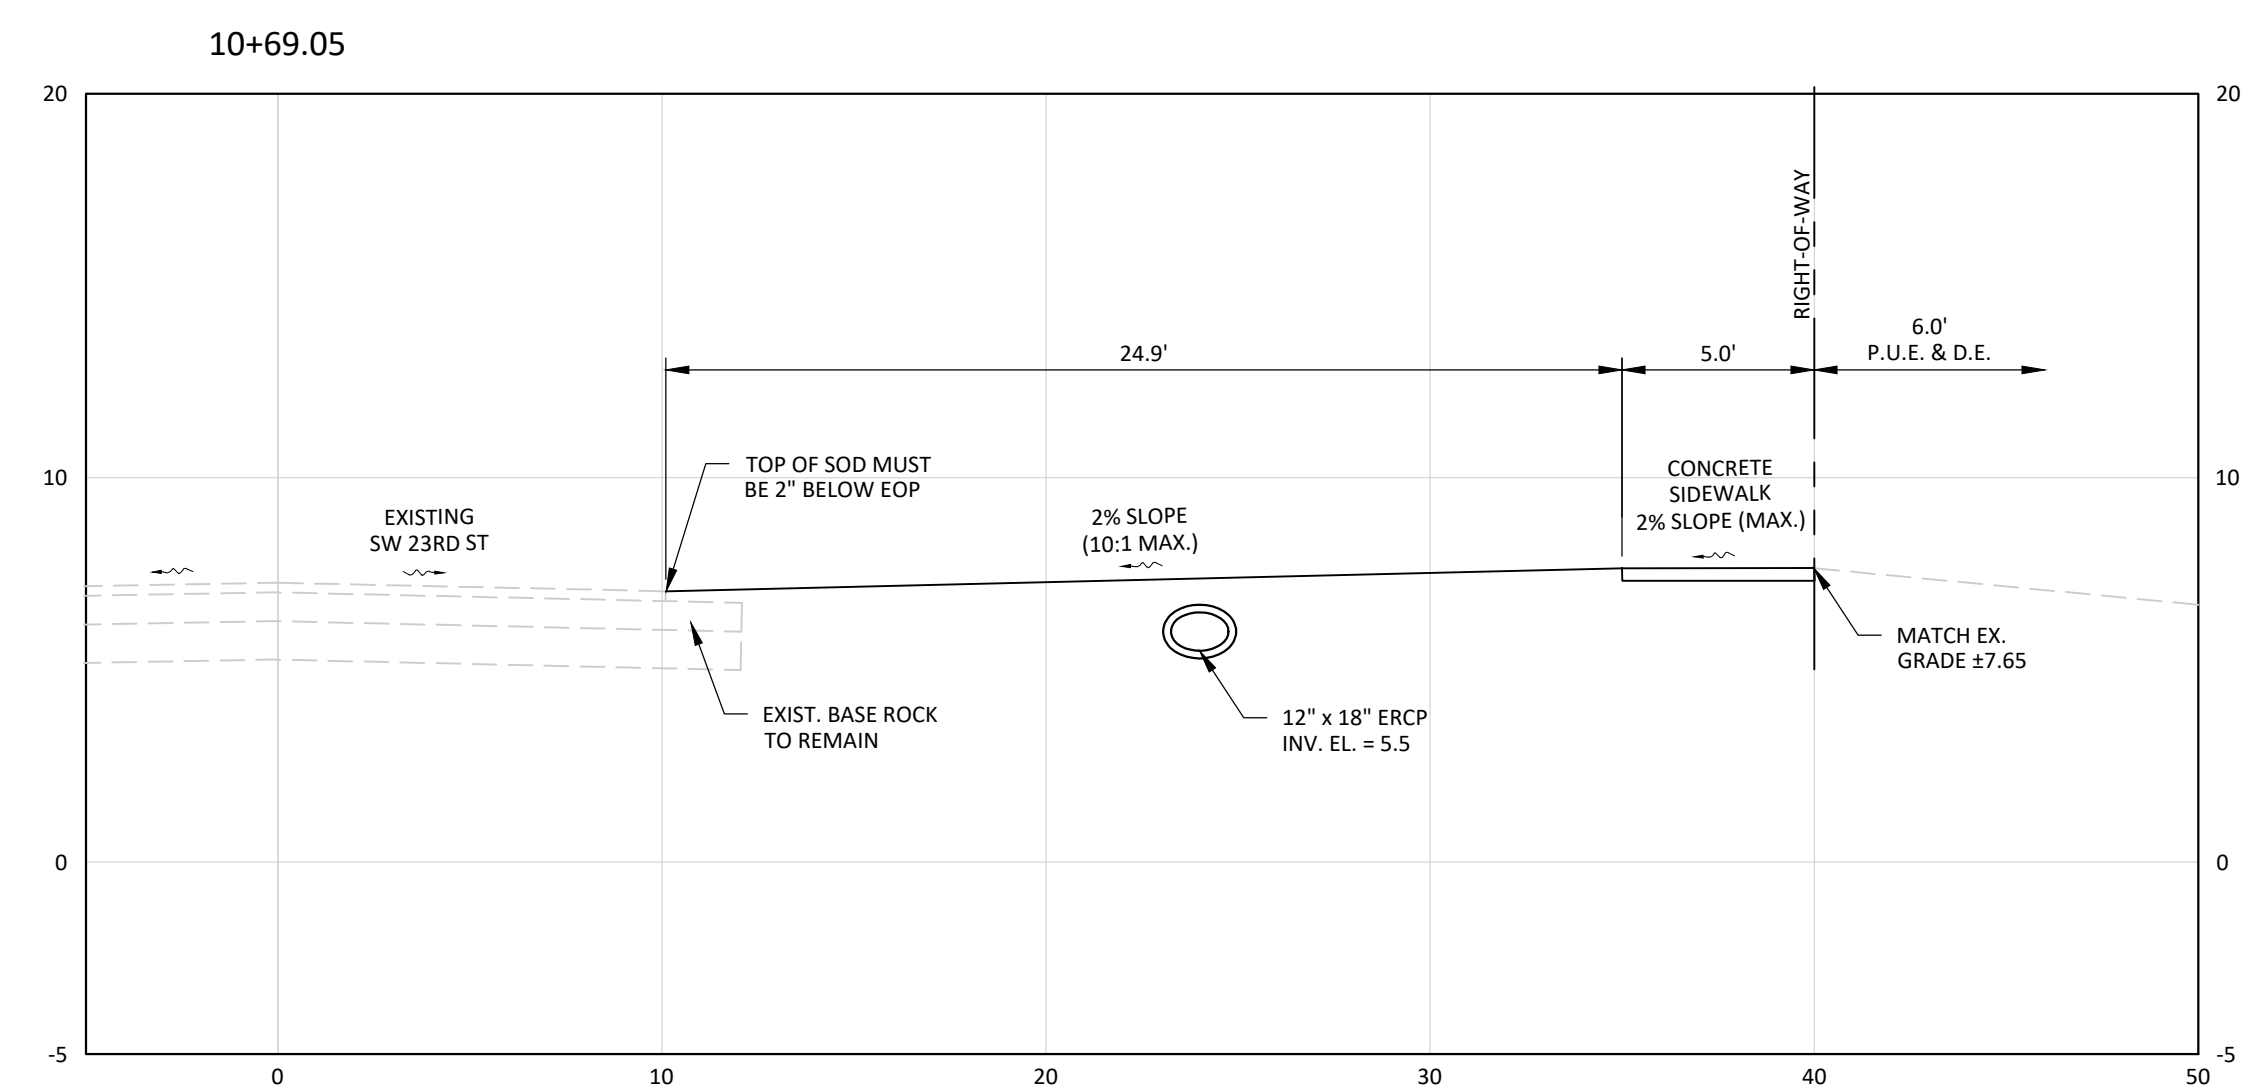 10+69.05
20
20
RIGHT-OF-WAY
24.9'
5.0'
6.0'
P.U.E. & D.E.
10
10
TOP OF SOD MUST
BE 2" BELOW EOP
EXISTING
SW 23RD ST
2% SLOPE
(10:1 MAX.)
CONCRETE
SIDEWALK
2% SLOPE (MAX.)
MATCH EX.
GRADE ±7.65
EXIST. BASE ROCK
TO REMAIN
12" x 18" ERCP
INV. EL. = 5.5
0
0
-5
-5
0
10
20
30
40
50